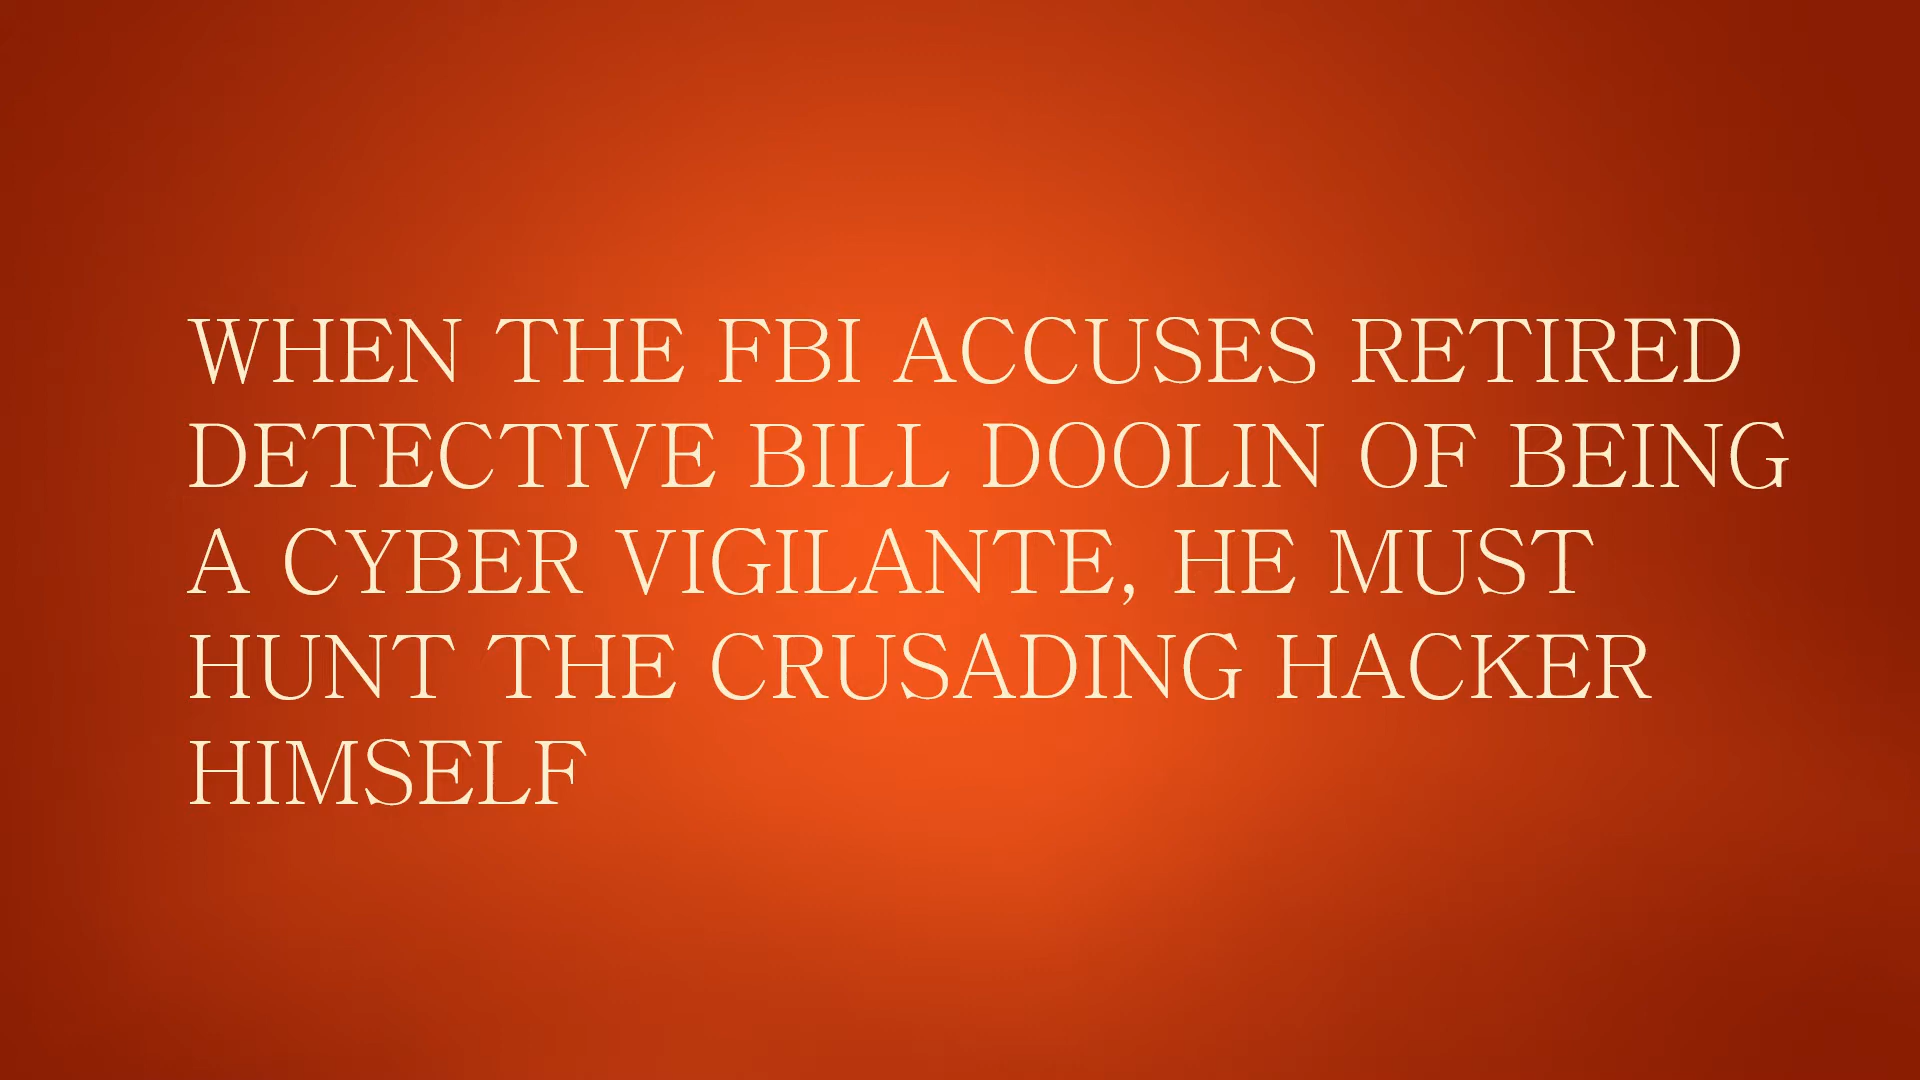 WHEN THE FBI ACCUSES RETIRED
DETECTIVE BILL DOOLIN OF BEING
A CYBER VIGILANTE, HE MUST
HUNT THE CRUSADING HACKER
HIMSELF